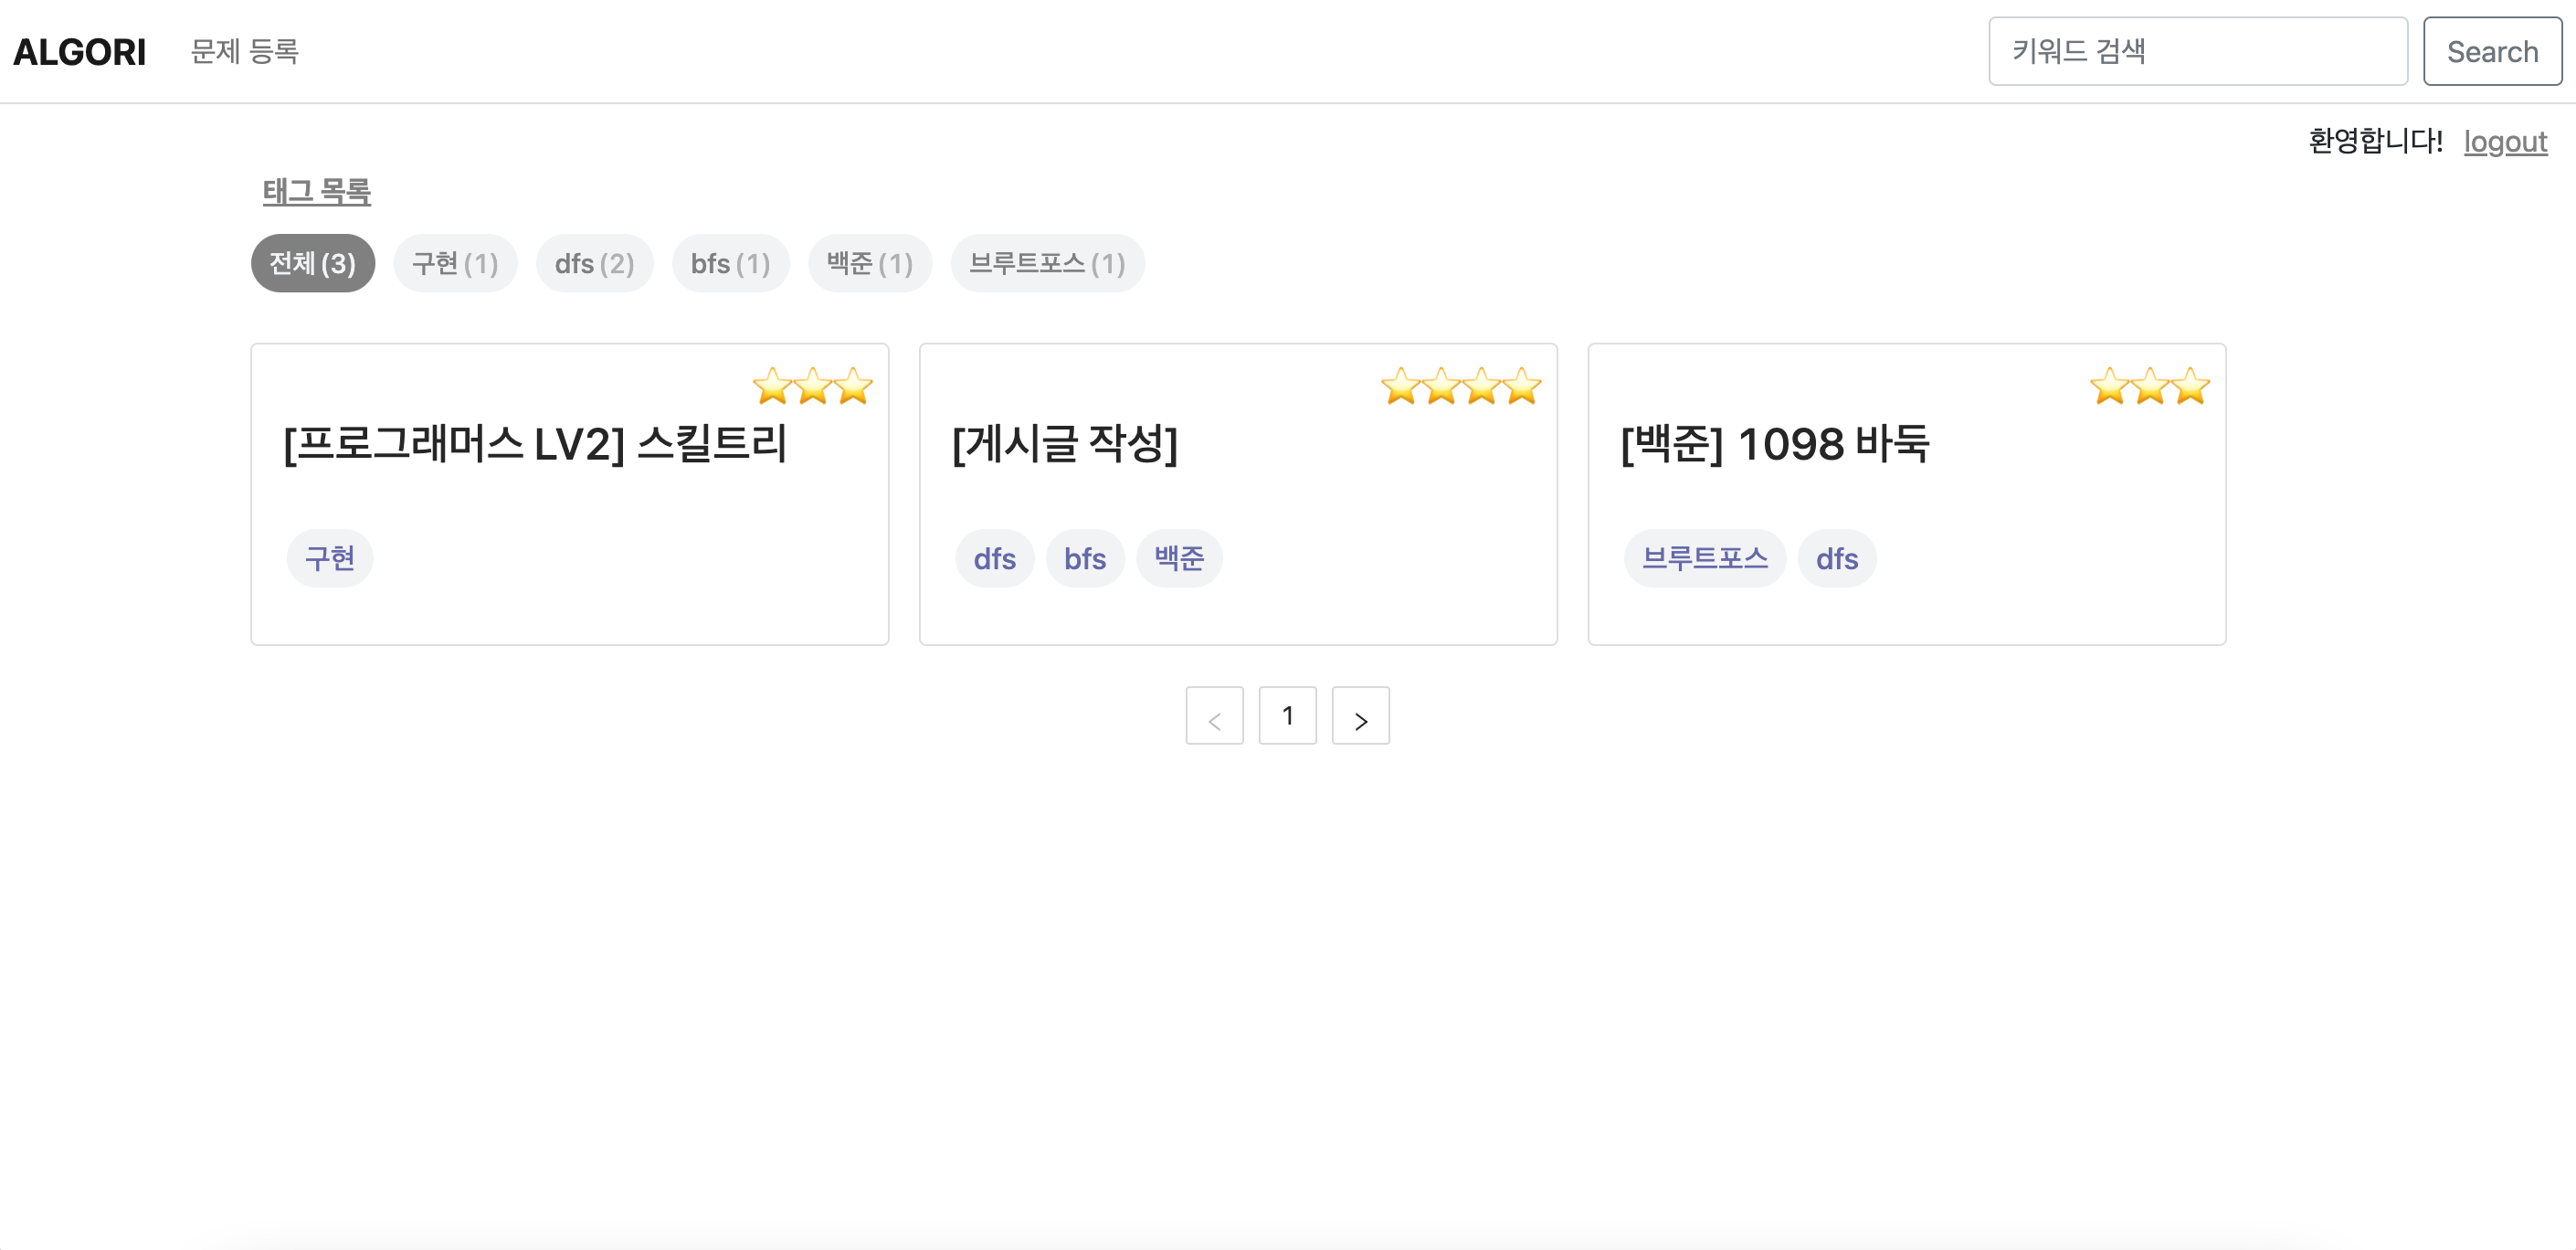 ALGORI 문제 등록 키워드 검색 Search
환영합니다! logout
태그 목록
전체 (3) 구현 (1) dfs (2) bfs (1) 백준 (1) 브루트포스 (1)
⭐⭐⭐
[프로그래머스 LV2] 스킬트리
구현
⭐⭐⭐⭐
[게시글 작성]
dfs bfs 백준
⭐⭐⭐
[백준] 1098 바둑
브루트포스 dfs
< 1 >